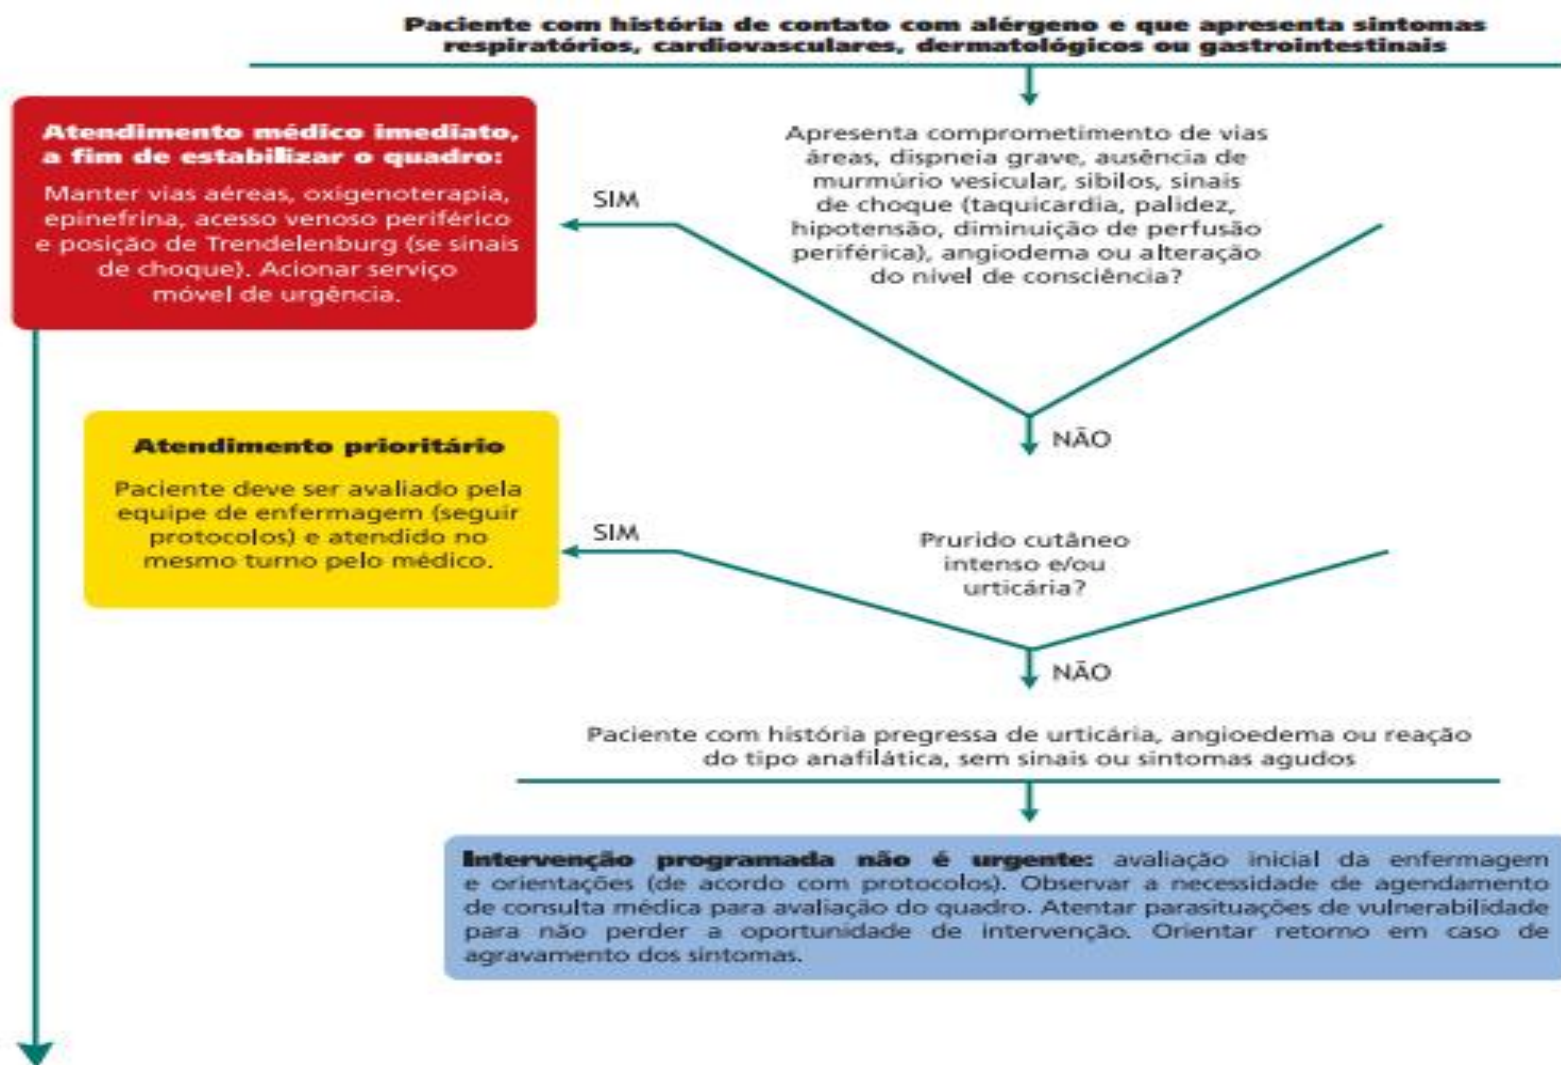 Paciente com história de contato com alérgeno e que apresenta sintomas
respiratórios, cardiovasculares, dermatológicos ou gastrointestinais
Atendimento médico imediato,
a fim de estabilizar o quadro:
Manter vias aéreas, oxigenoterapia,
epinefrina, acesso venoso periférico
e posição de Trendelenburg (se sinais
de choque). Acionar serviço
móvel de urgência.
SIM
Apresenta comprometimento de vias
áreas, dispneia grave, ausência de
murmúrio vesicular, sibilos, sinais
de choque (taquicardia, palidez,
hipotensão, diminuição de perfusão
periférica), angiodema ou alteração
do nível de consciência?
NÃO
Atendimento prioritário
Paciente deve ser avaliado pela
equipe de enfermagem (seguir
protocolos) e atendido no
mesmo turno pelo médico.
SIM
Prurido cutâneo
intenso e/ou
urticária?
NÃO
Paciente com história pregressa de urticária, angioedema ou reação
do tipo anafilática, sem sinais ou sintomas agudos
Intervenção programada não é urgente: avaliação inicial da enfermagem
e orientações (de acordo com protocolos). Observar a necessidade de agendamento
de consulta médica para avaliação do quadro. Atentar parasituações de vulnerabilidade
para não perder a oportunidade de intervenção. Orientar retorno em caso de
agravamento dos sintomas.